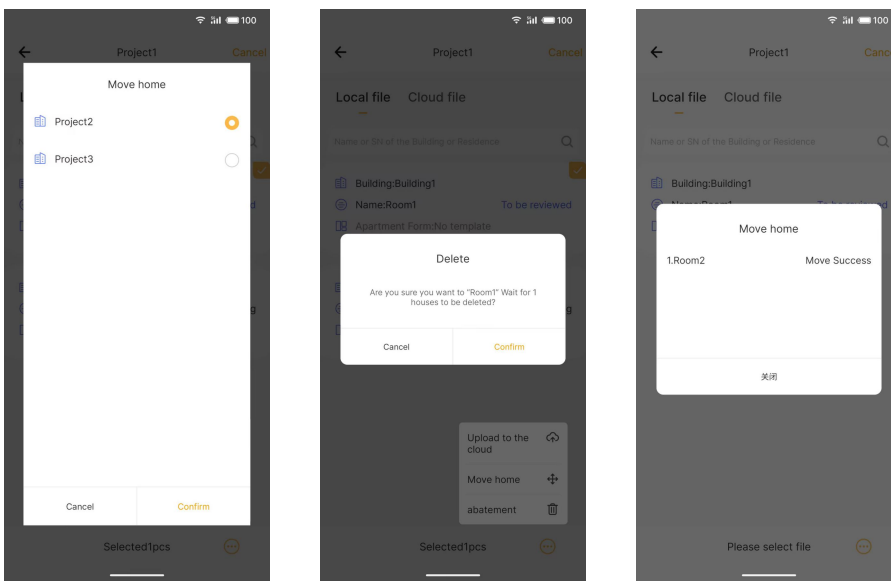 100
Project1
Cancel
Move home
Project2
Project3
Cancel
Confirm
Selected1pcs
100
Project1
Cancel
Local file Cloud file
Name or SN of the Building or Residence
Building:Building1
Name:Room1 To be reviewed
Apartment Form:No template
Delete
Are you sure you want to "Room1" Wait for 1
houses to be deleted?
Cancel Confirm
Upload to the
cloud
Move home
abatement
Selected1pcs
100
Project1
Local file Cloud file
Name or SN of the Building or Residence
Building:Building1
Move home
1.Room2 Move Success
关闭
Please select file